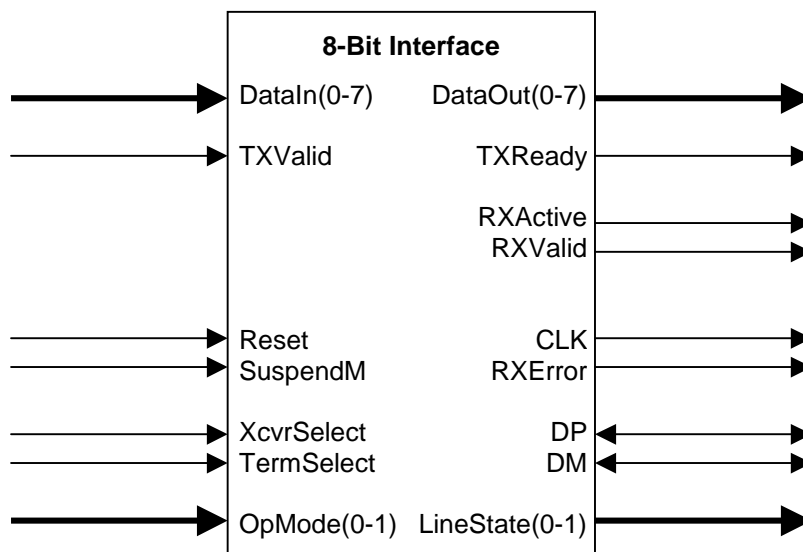 8-Bit Interface
DataIn(0-7) DataOut(0-7)
TXValid TXReady
RXActive
RXValid
Reset CLK
SuspendM RXError
XcvrSelect DP
TermSelect DM
OpMode(0-1) LineState(0-1)